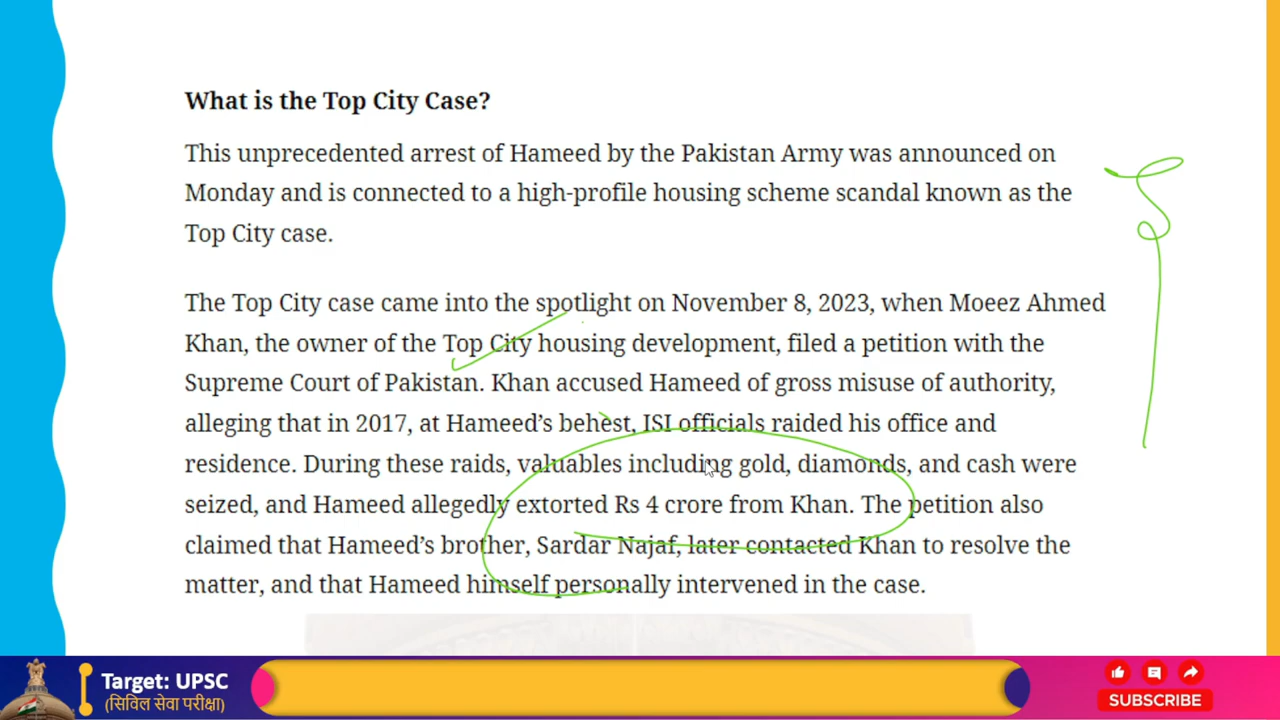 What is the Top City Case?
This unprecedented arrest of Hameed by the Pakistan Army was announced on
Monday and is connected to a high-profile housing scheme scandal known as the
Top City case.
The Top City case came into the spotlight on November 8, 2023, when Moeez Ahmed
Khan, the owner of the Top City housing development, filed a petition with the
Supreme Court of Pakistan. Khan accused Hameed of gross misuse of authority,
alleging that in 2017, at Hameed’s behest, ISI officials raided his office and
residence. During these raids, valuables including gold, diamonds, and cash were
seized, and Hameed allegedly extorted Rs 4 crore from Khan. The petition also
claimed that Hameed’s brother, Sardar Najaf, later contacted Khan to resolve the
matter, and that Hameed himself personally intervened in the case.
Target: UPSC
(सिविल सेवा परीक्षा)
SUBSCRIBE